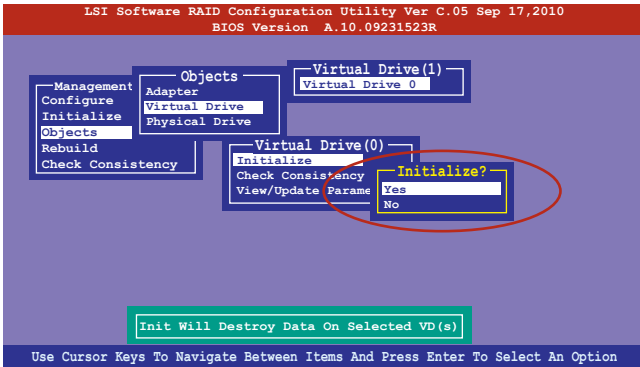 LSI Software RAID Configuration Utility Ver C.05 Sep 17,2010
BIOS Version A.10.09231523R
Management
Configure
Initialize
Objects
Rebuild
Check Consistency
Objects
Adapter
Virtual Drive
Physical Drive
Virtual Drive(1)
Virtual Drive 0
Virtual Drive(0)
Initialize
Check Consistency
View/Update Parame
Initialize?
Yes
No
Init Will Destroy Data On Selected VD(s)
Use Cursor Keys To Navigate Between Items And Press Enter To Select An Option